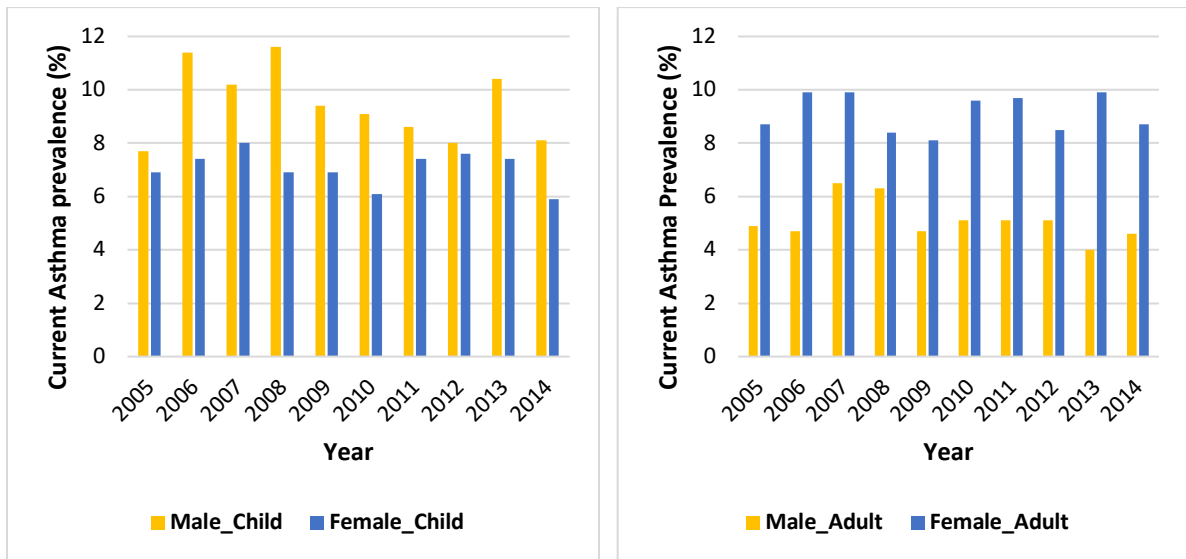 Current Asthma prevalence (%)
12
10
8
6
4
2
0
2005 2006 2007 2008 2009 2010 2011 2012 2013 2014
Year
Male_Child Female_Child
Current Asthma Prevalence (%)
12
10
8
6
4
2
0
2005 2006 2007 2008 2009 2010 2011 2012 2013 2014
Year
Male_Adult Female_Adult